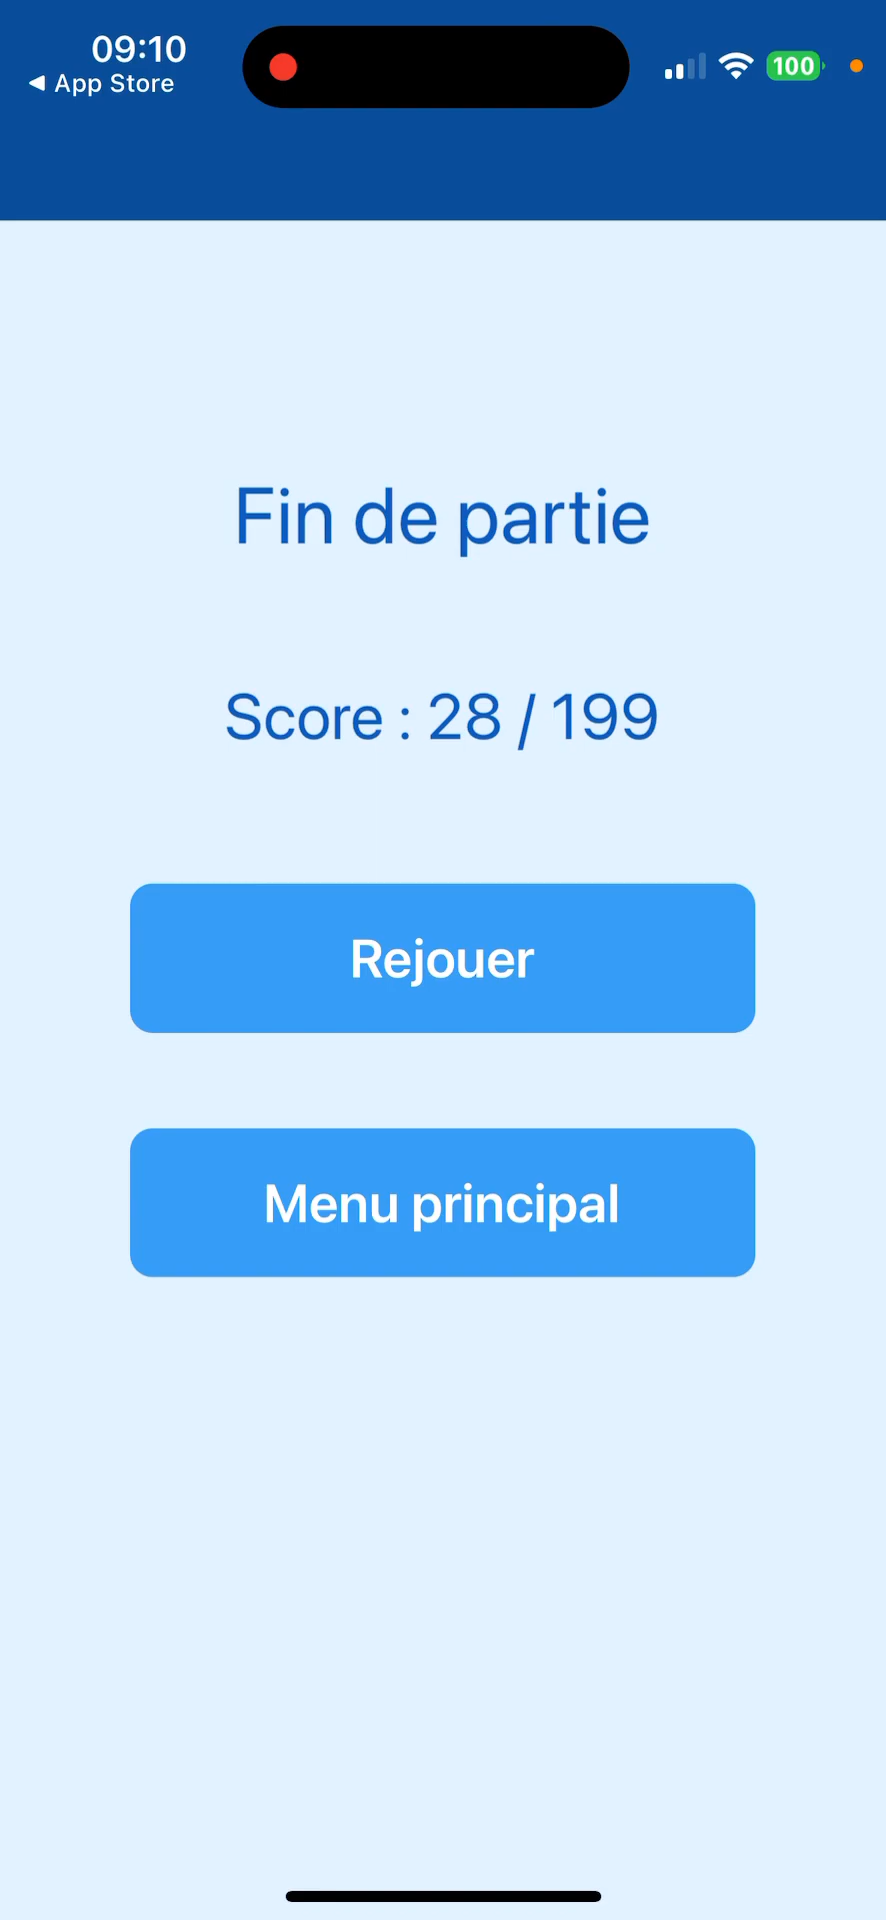 09:10
◀ App Store
100
Fin de partie
Score : 28 / 199
Rejouer
Menu principal